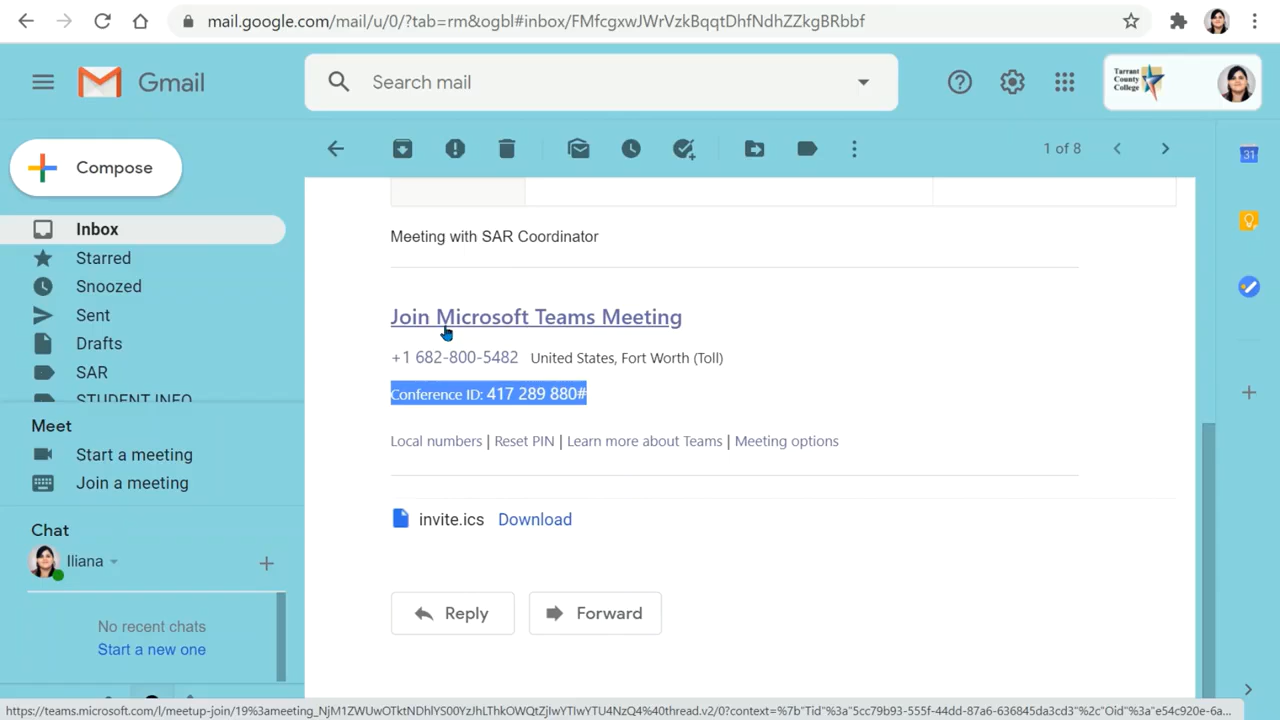 mail.google.com/mail/u/0/?tab=rm&ogbl#inbox/FMfcgxwJWrVzkBqqtDhfNdhZZkgBRbbf
Gmail
Search mail
Tarrant
County
College
Compose
1 of 8
31
Inbox
Starred
Snoozed
Sent
Drafts
SAR
STUDENT INFO
Meet
Start a meeting
Join a meeting
Chat
Iliana
No recent chats
Start a new one
Meeting with SAR Coordinator
Join Microsoft Teams Meeting
+1 682-800-5482 United States, Fort Worth (Toll)
Conference ID: 417 289 880#
Local numbers | Reset PIN | Learn more about Teams | Meeting options
invite.ics Download
Reply Forward
https://teams.microsoft.com/l/meetup-join/19%3ameeting_NjM1ZWUwOTktNDhlYS00YzJhLThkOWQtZjIwYTIwYTU4NzQ4%40thread.v2/0?context=%7b"Tid"%3a"5cc79b93-555f-44dd-87a6-636845da3cd3"%2c"Oid"%3a"e54c920e-6a...